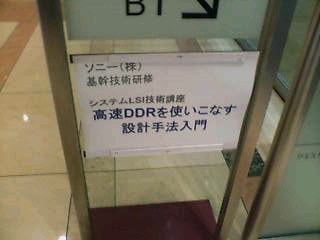 B1
ソニー(株)
基幹技術研修
システムLSI技術講座
高速DDRを使いこなす
設計手法入門